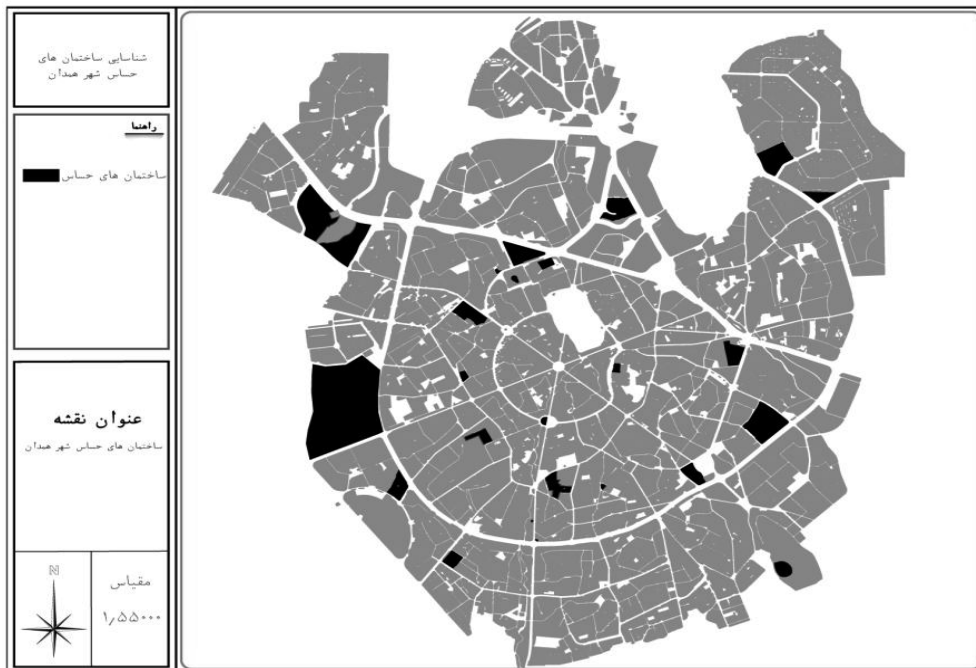 شناسایی ساختمان های
حساس شهر همدان
راهنما
ساختمان های حساس
عنوان نقشه
ساختمان های حساس شهر همدان
N
مقیاس
۱٫۵۵۰۰۰